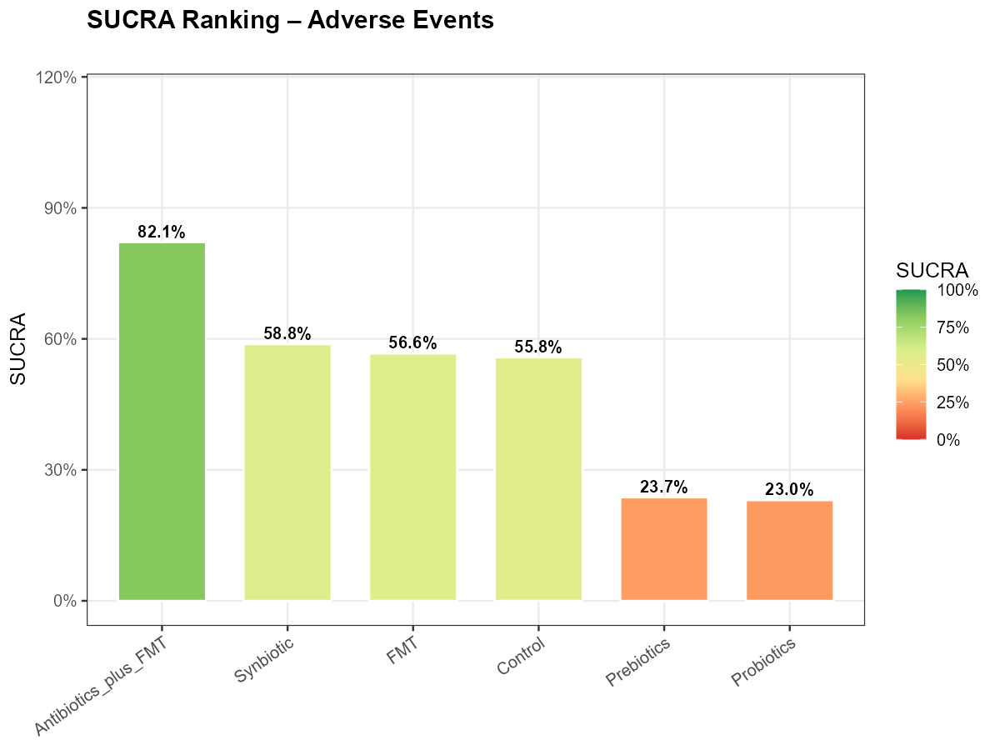 SUCRA Ranking – Adverse Events
SUCRA
120%
90%
60%
30%
0%
82.1%
58.8%
56.6%
55.8%
23.7%
23.0%
Antibiotics_plus_FMT
Synbiotic
FMT
Control
Prebiotics
Probiotics
SUCRA
100%
75%
50%
25%
0%